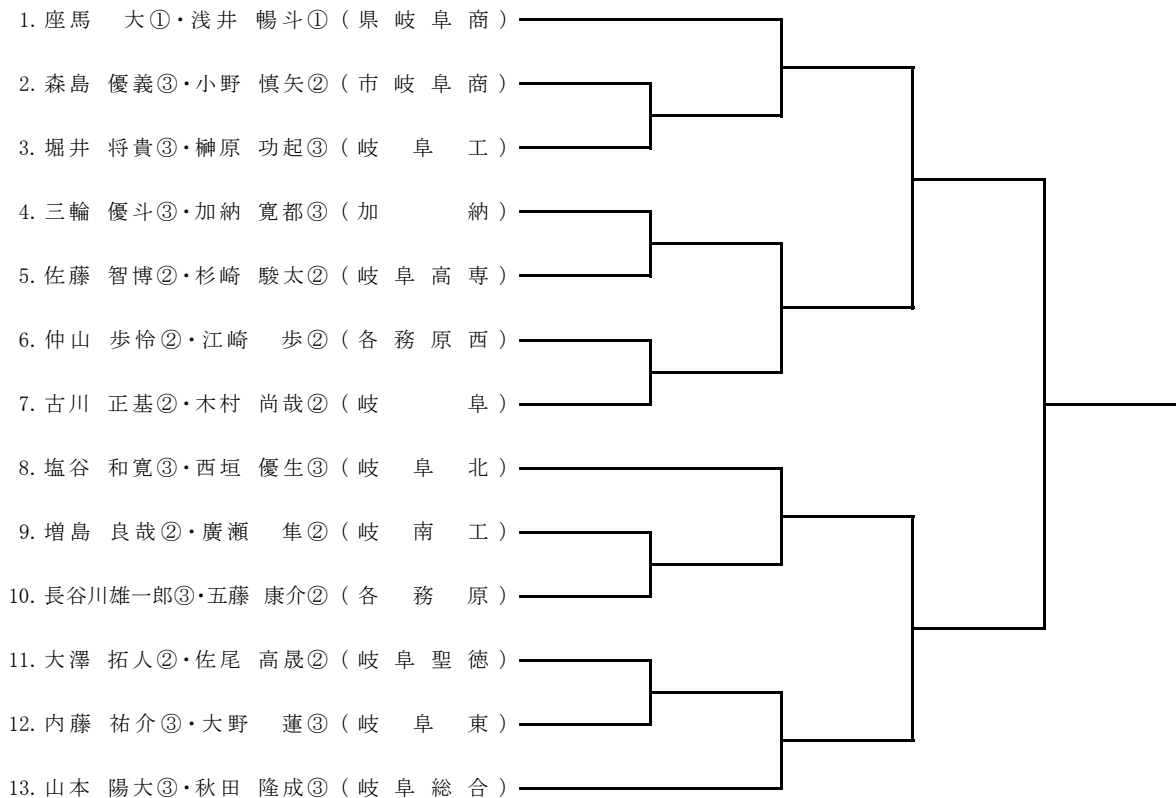 1. 座馬 大①・浅井 暢斗① (県岐阜商)
2. 森島 優義③・小野 慎矢② (市岐阜商)
3. 堀井 将貴③・榊原 功起③ (岐阜工)
4. 三輪 優斗③・加納 寛都③ (加納)
5. 佐藤 智博②・杉崎 駿太② (岐阜高専)
6. 仲山 歩怜②・江崎 歩② (各務原西)
7. 古川 正基②・木村 尚哉② (岐阜)
8. 塩谷 和寛③・西垣 優生③ (岐阜北)
9. 増島 良哉②・廣瀬 隼② (岐南工)
10. 長谷川雄一郎③・五藤 康介② (各務原)
11. 大澤 拓人②・佐尾 高晟② (岐阜聖徳)
12. 内藤 祐介③・大野 蓮③ (岐阜東)
13. 山本 陽大③・秋田 隆成③ (岐阜総合)